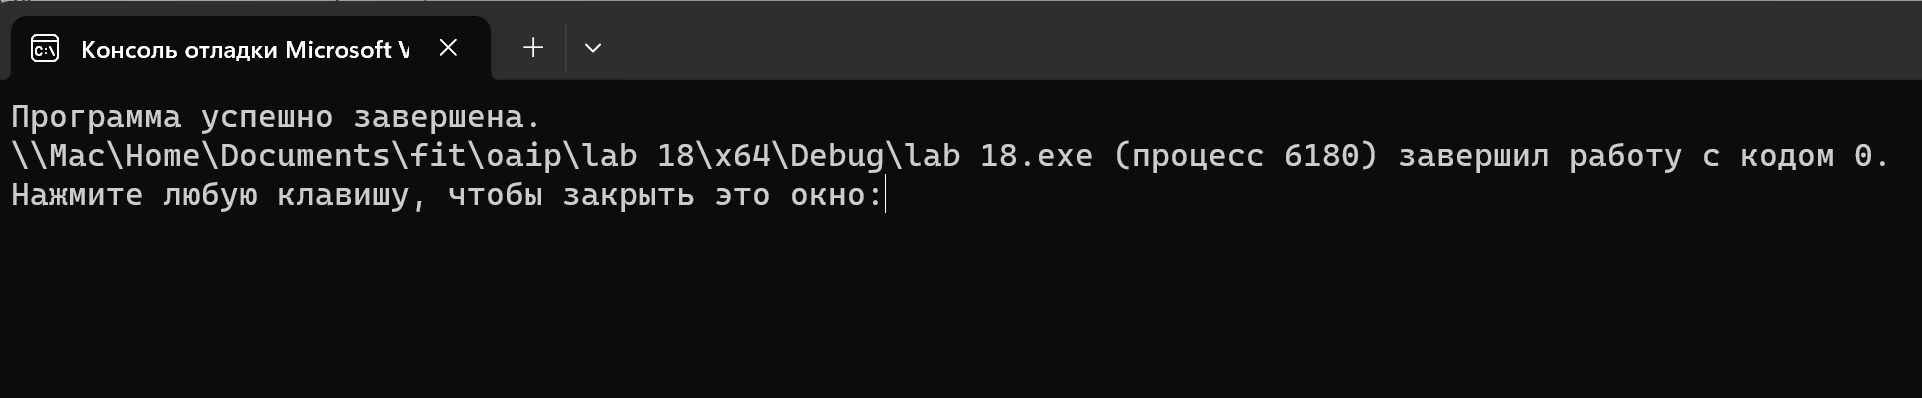 Консоль отладки Microsoft V
Программа успешно завершена.
\\Mac\Home\Documents\fit\oaip\lab 18\x64\Debug\lab 18.exe (процесс 6180) завершил работу с кодом 0.
Нажмите любую клавишу, чтобы закрыть это окно: